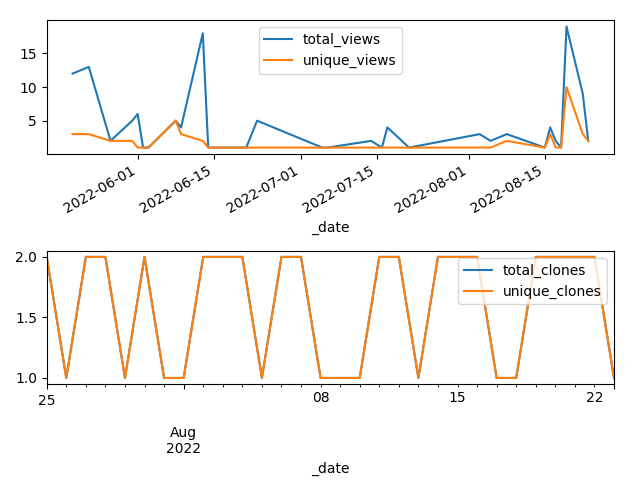 total_views
unique_views
15
10
5
2022-06-01
2022-06-15
2022-07-01
2022-07-15
2022-08-01
2022-08-15
_date
total_clones
unique_clones
2.0
1.5
1.0
25
08
15
22
Aug
2022
_date